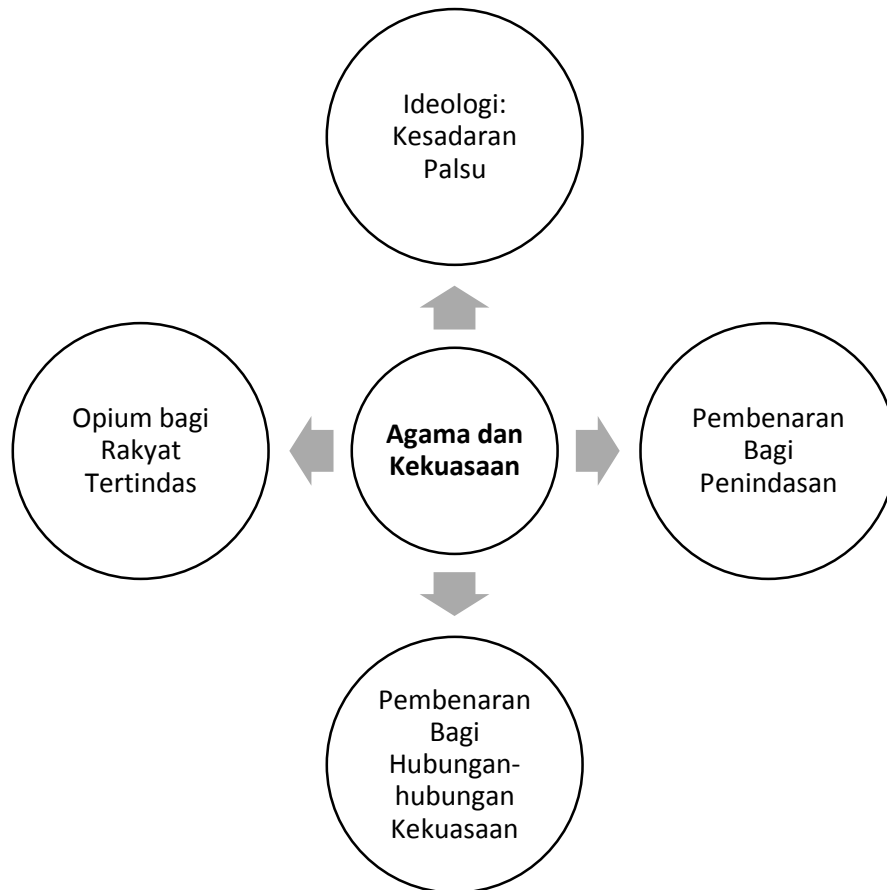 Ideologi:
Kesadaran
Palsu
Opium bagi
Rakyat
Tertindas
Agama dan
Kekuasaan
Pembenaran
Bagi
Penindasan
Pembenaran
Bagi
Hubungan-
hubungan
Kekuasaan